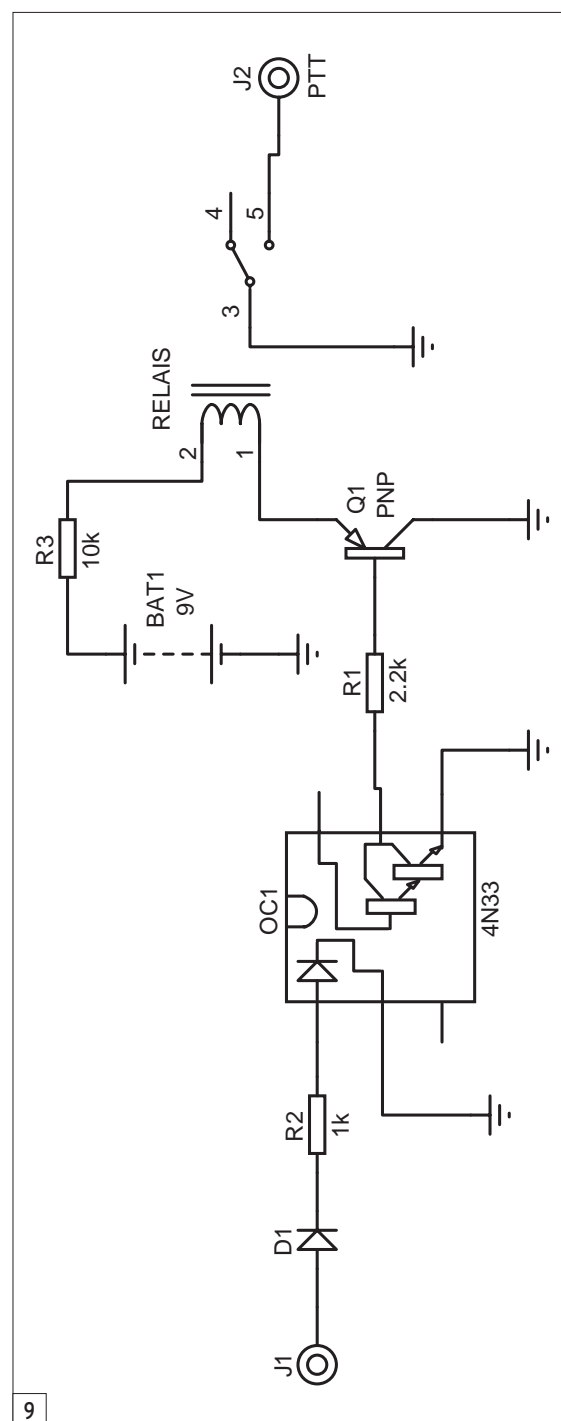 J2
PTT
4
5
3
RELAIS
2
1
Q1
PNP
R3
10k
BAT1
9V
R1
2.2k
OC1
4N33
R2
1k
D1
J1
9